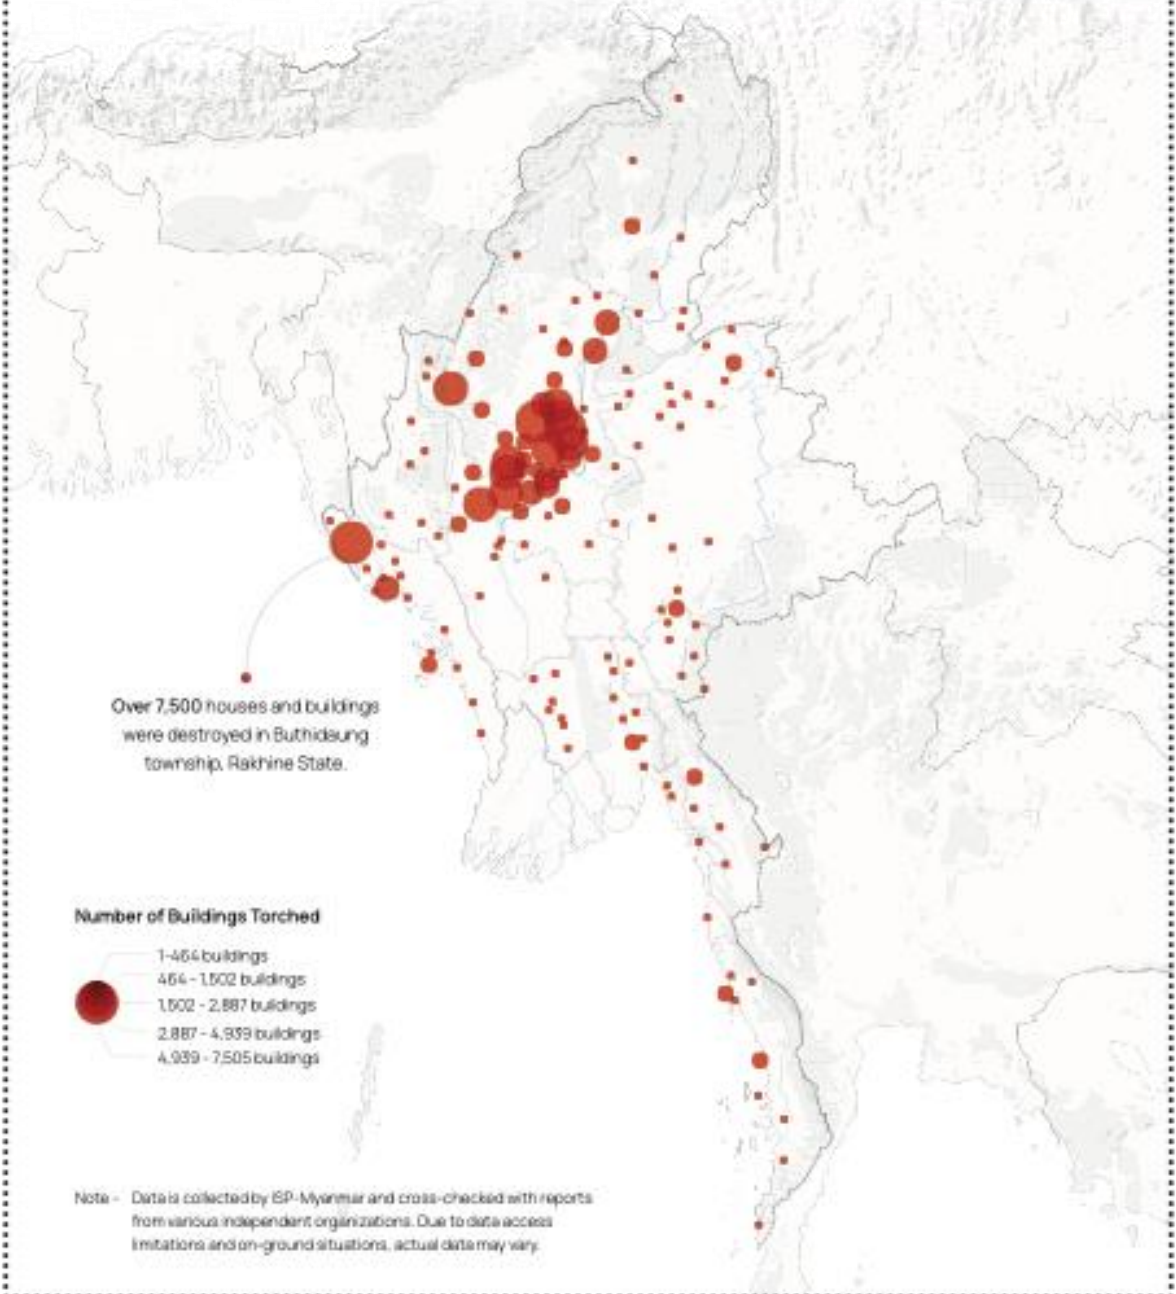 Over 7,500 houses and buildings
were destroyed in Buthidaung
township, Rakhine State.
Number of Buildings Torched
1-464 buildings
464 - 1,502 buildings
1,502 - 2,887 buildings
2,887 - 4,939 buildings
4,939 - 7,505 buildings
Note - Data is collected by ISP-Myanmar and cross-checked with reports
from various independent organizations. Due to data access
limitations and on-ground situations, actual data may vary.